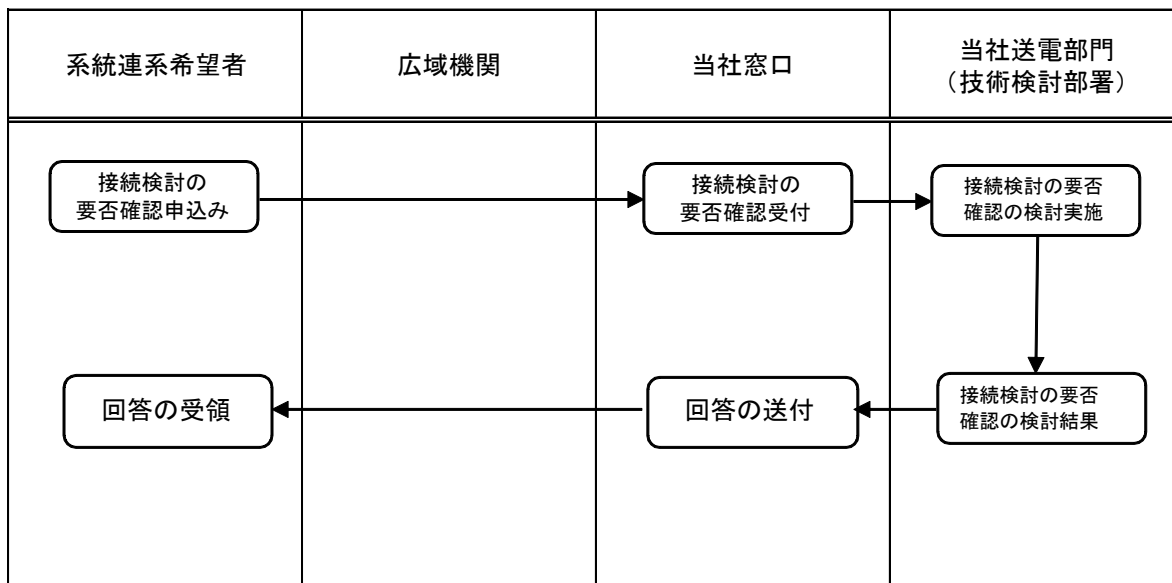 系統連系希望者
広域機関
当社窓口
当社送電部門
（技術検討部署）
接続検討の
要否確認申込み
接続検討の
要否確認受付
接続検討の要否
確認の検討実施
回答の受領
回答の送付
接続検討の要否
確認の検討結果